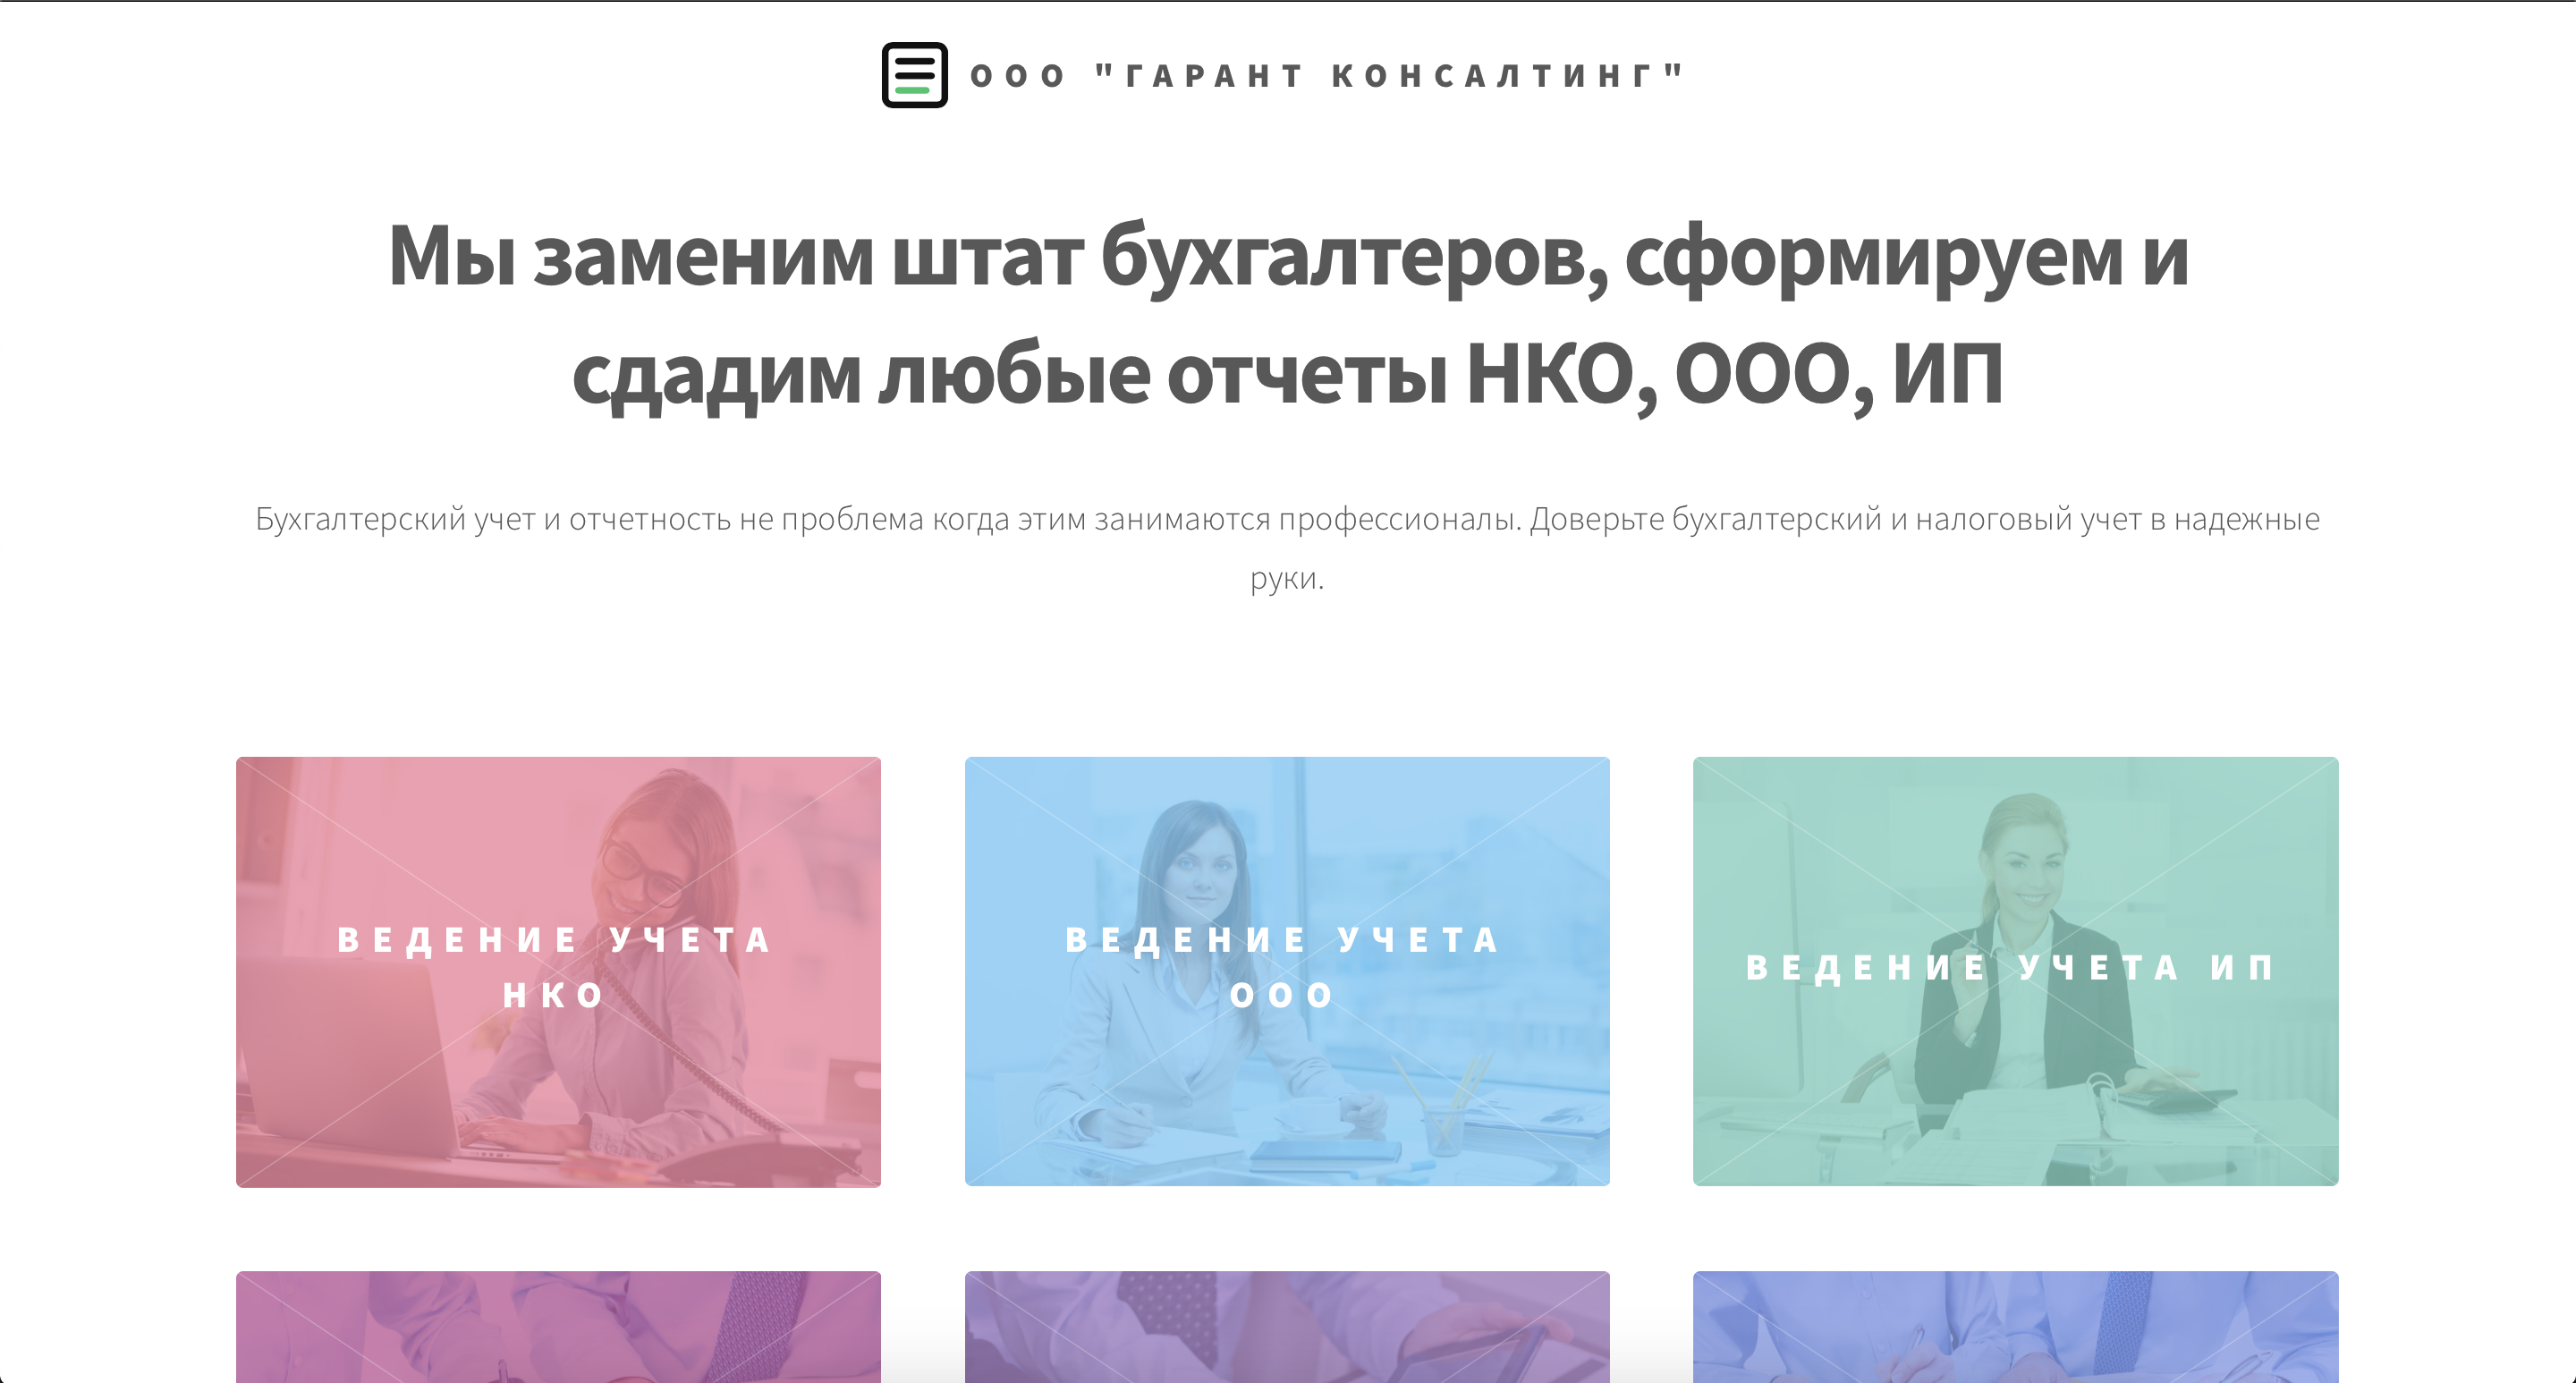 ООО "ГАРАНТ КОНСАЛТИНГ"
Мы заменим штат бухгалтеров, сформируем и
сдадим любые отчеты НКО, ООО, ИП
Бухгалтерский учет и отчетность не проблема когда этим занимаются профессионалы. Доверьте бухгалтерский и налоговый учет в надежные
руки.
ВЕДЕНИЕ УЧЕТА
НКО
ВЕДЕНИЕ УЧЕТА
ООО
ВЕДЕНИЕ УЧЕТА ИП